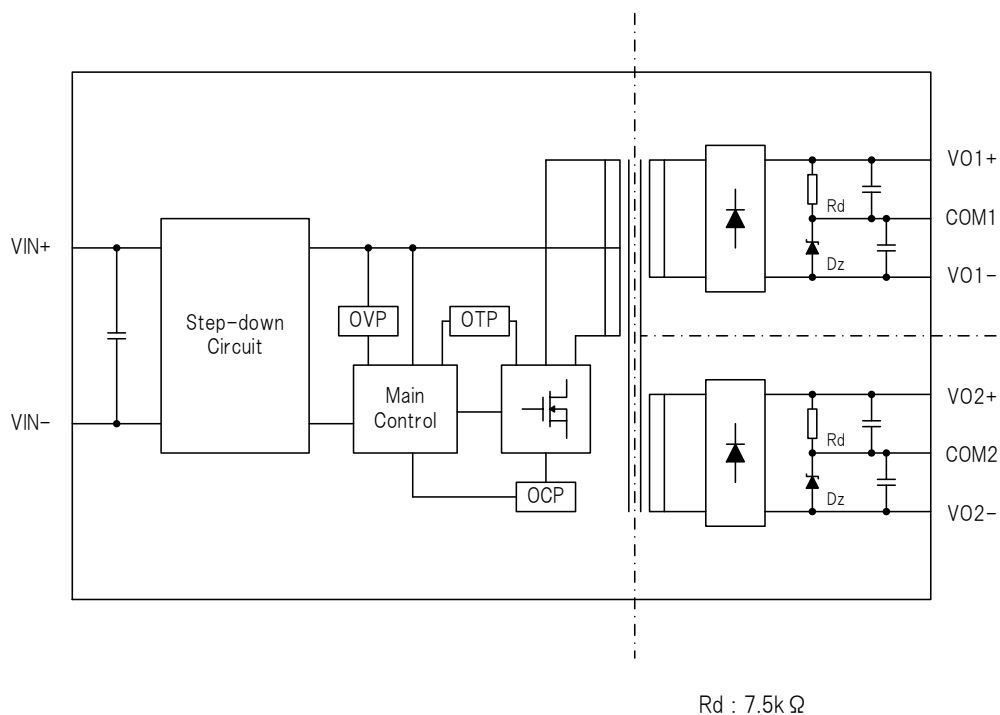 VIN+
VIN-
Step-down
Circuit
OVP
OTP
Main
Control
OCP
Rd
Dz
VO1+
COM1
VO1-
Rd
Dz
VO2+
COM2
VO2-
Rd : 7.5kΩ